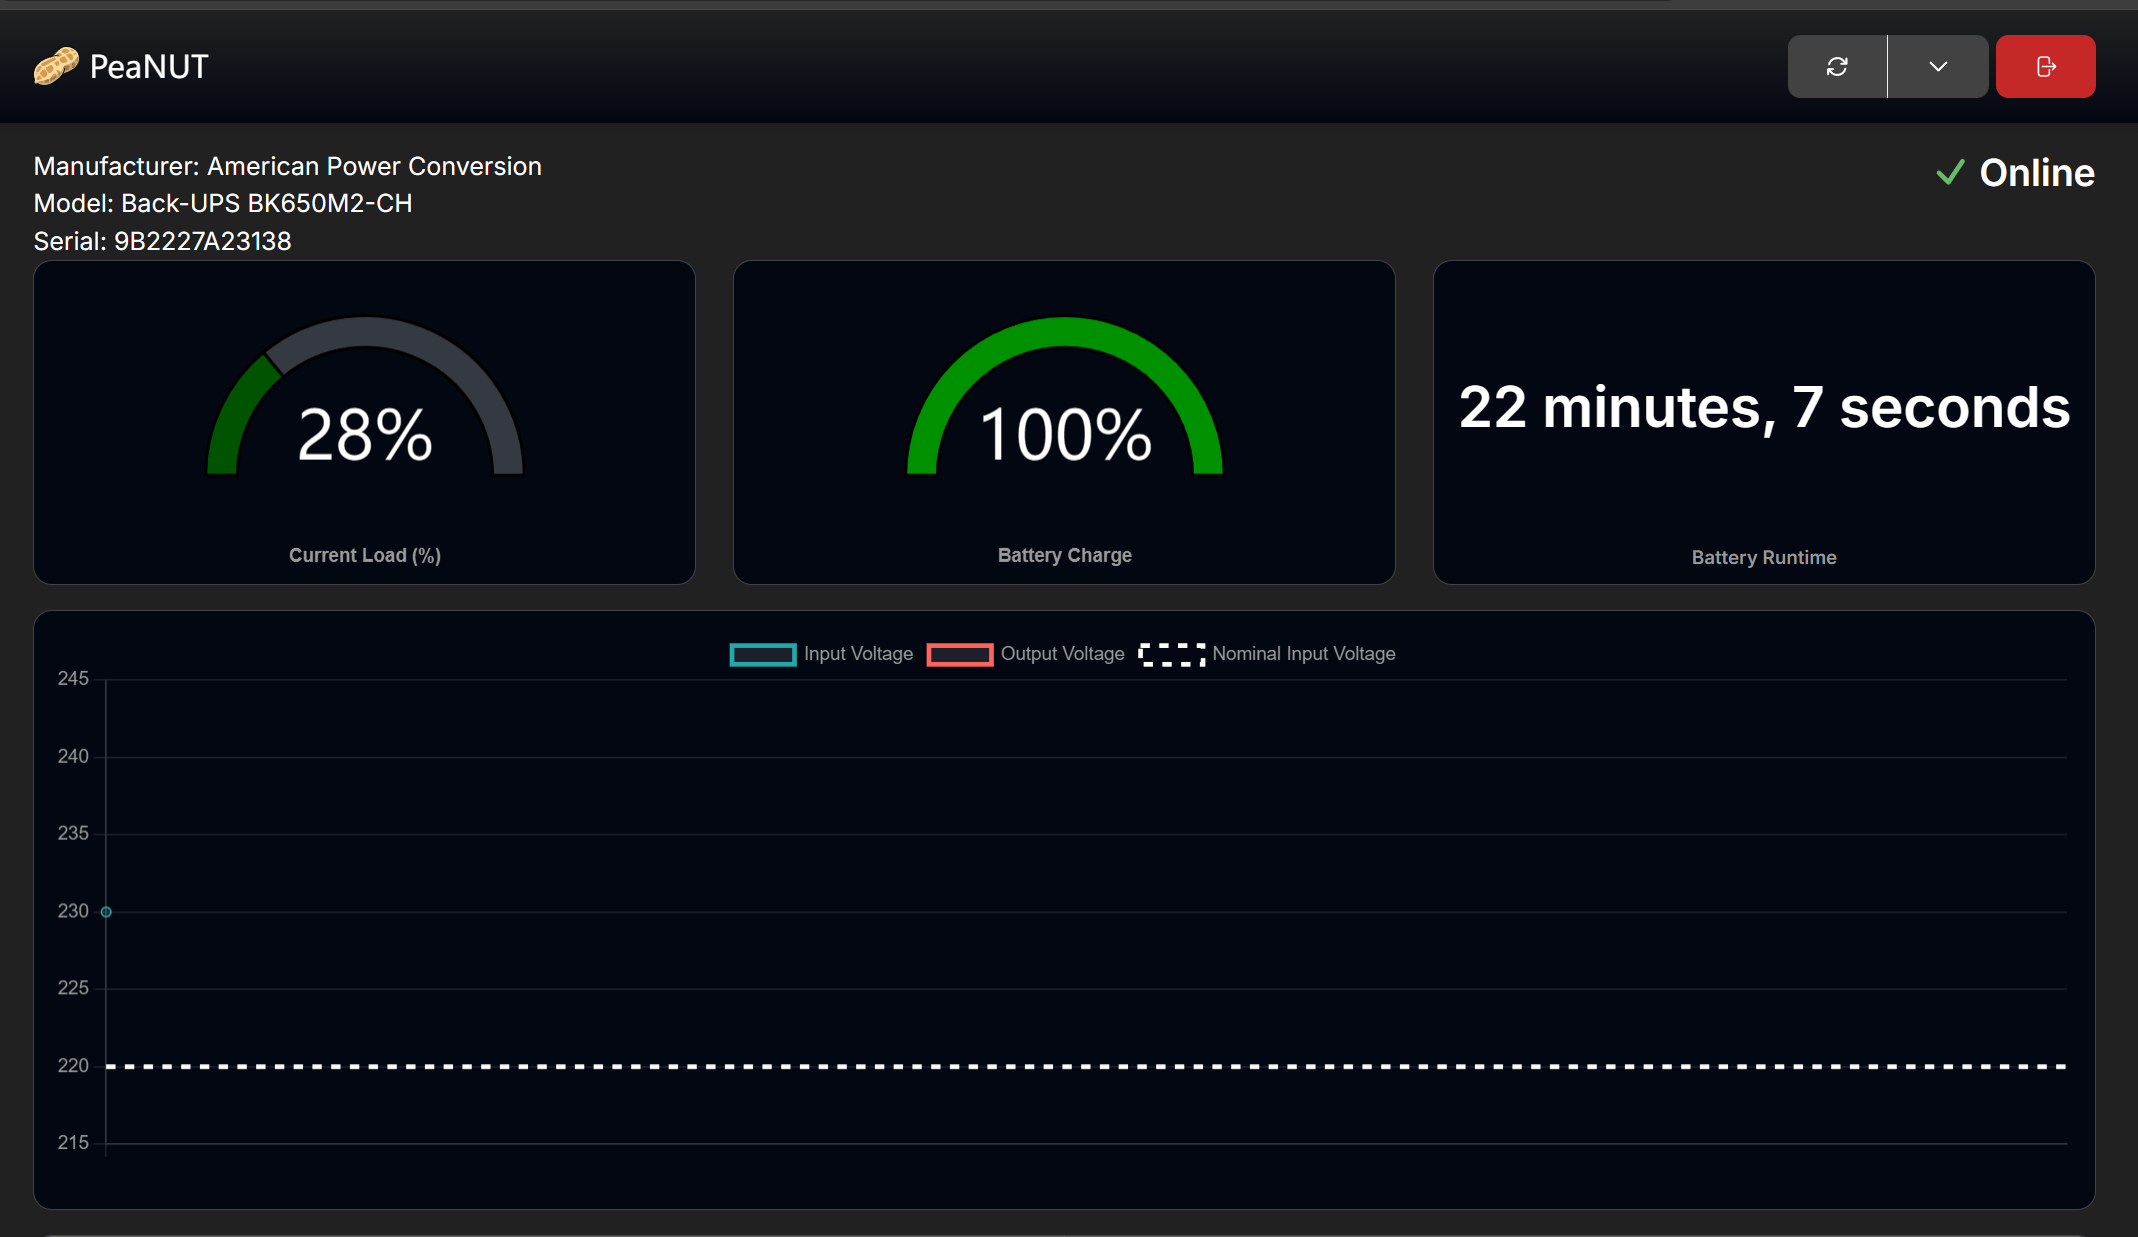 PeaNUT
Manufacturer: American Power Conversion
Model: Back-UPS BK650M2-CH
Serial: 9B2227A23138
Online
28%
Current Load (%)
100%
Battery Charge
22 minutes, 7 seconds
Battery Runtime
Input Voltage Output Voltage Nominal Input Voltage
245
240
235
230
225
220
215